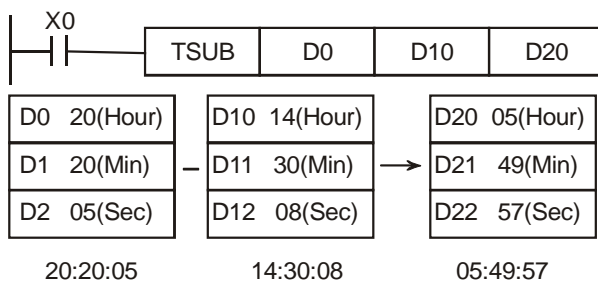 X0
TSUB D0 D10 D20
D0 20(Hour) D10 14(Hour) D20 05(Hour)
D1 20(Min) – D11 30(Min) → D21 49(Min)
D2 05(Sec) D12 08(Sec) D22 57(Sec)
20:20:05 14:30:08 05:49:57